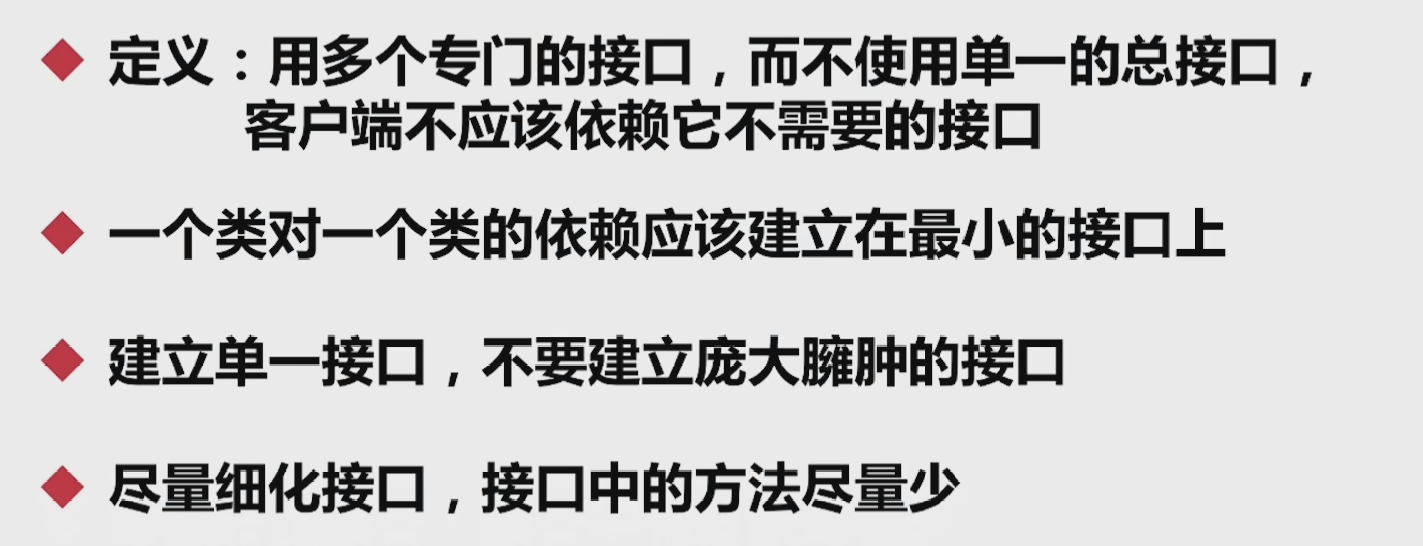 定义：用多个专门的接口，而不使用单一的总接口，
客户端不应该依赖它不需要的接口
一个类对一个类的依赖应该建立在最小的接口上
建立单一接口，不要建立庞大臃肿的接口
尽量细化接口，接口中的方法尽量少